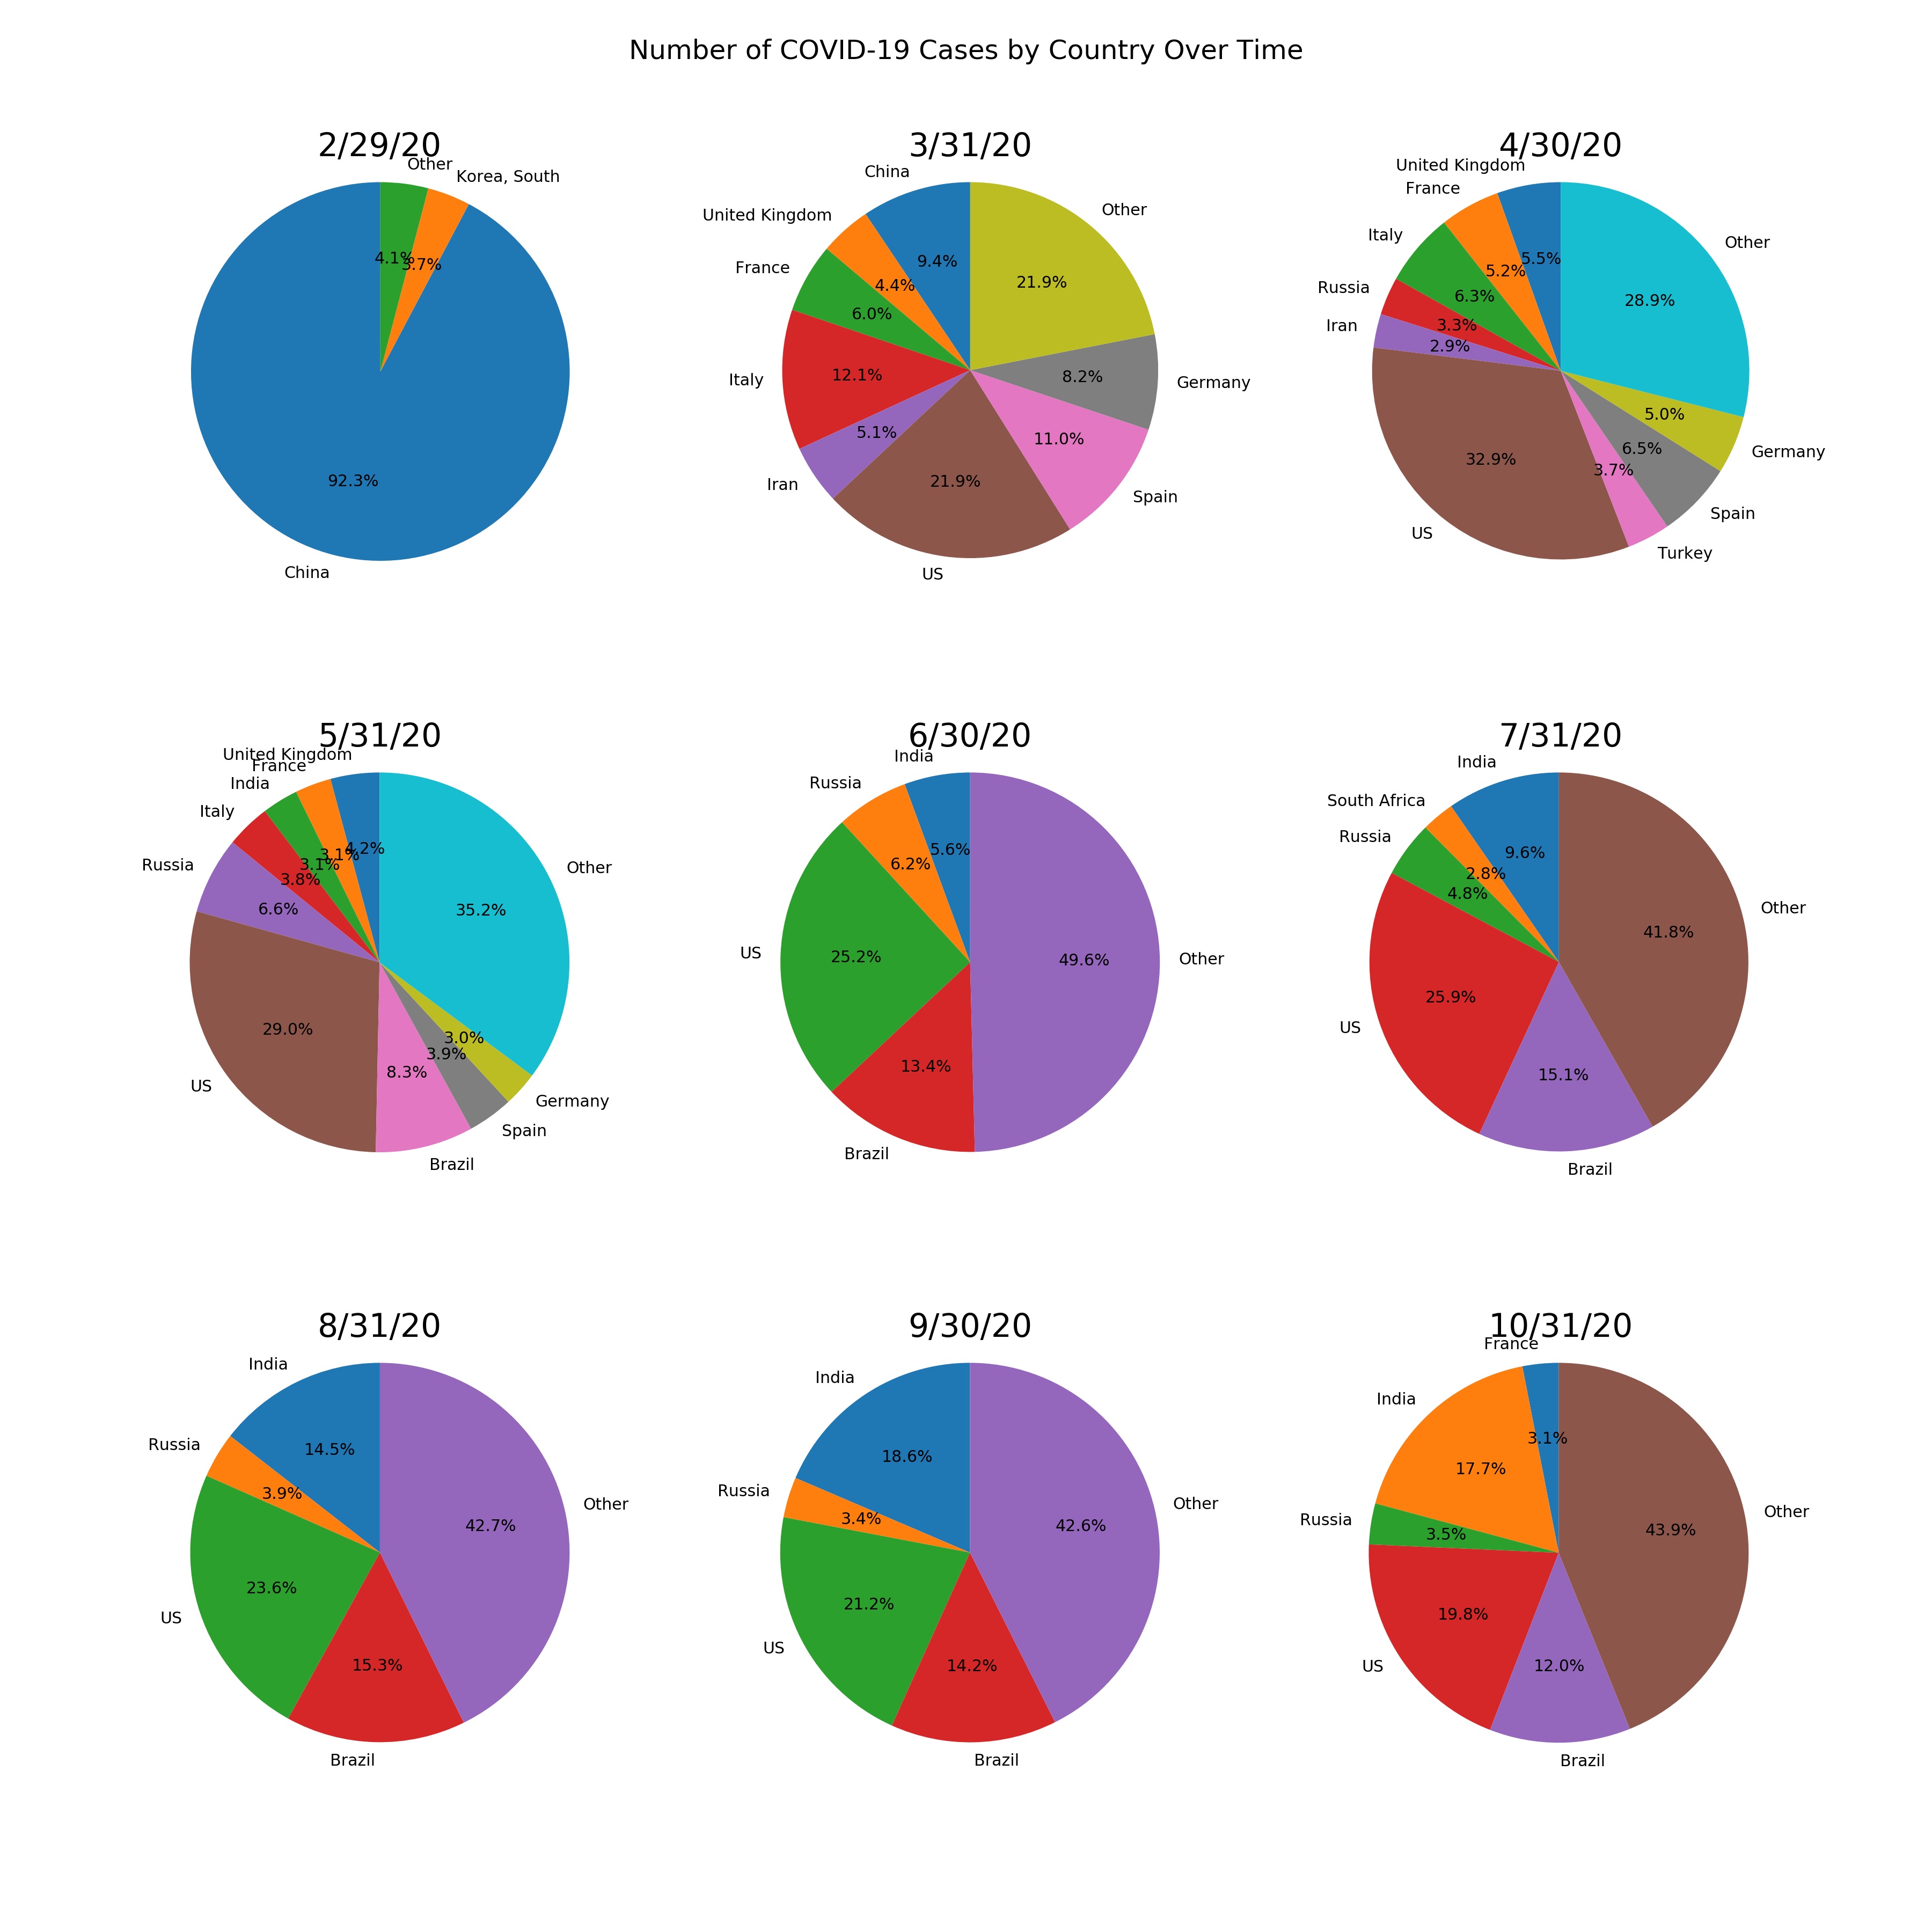 Number of COVID-19 Cases by Country Over Time
2/29/20
Other
Korea, South
4.1%
3.7%
92.3%
China
3/31/20
China
Other
United Kingdom
9.4%
21.9%
4.4%
France
6.0%
Italy
12.1%
8.2%
Germany
5.1%
11.0%
Iran
21.9%
Spain
US
4/30/20
United Kingdom
France
Italy
Other
5.5%
5.2%
6.3%
28.9%
Russia
3.3%
Iran
2.9%
5.0%
6.5%
Germany
32.9%
3.7%
Spain
US
Turkey
5/31/20
United Kingdom
France
India
Italy
4.2%
3.1%
3.1%
3.8%
Russia
Other
6.6%
35.2%
29.0%
3.0%
3.9%
8.3%
US
Germany
Spain
Brazil
6/30/20
India
Russia
5.6%
6.2%
US
25.2%
49.6%
Other
13.4%
Brazil
7/31/20
India
South Africa
Russia
9.6%
2.8%
4.8%
Other
41.8%
25.9%
US
15.1%
Brazil
8/31/20
India
Russia
14.5%
3.9%
Other
42.7%
23.6%
US
15.3%
Brazil
9/30/20
India
18.6%
Russia
3.4%
Other
42.6%
21.2%
US
14.2%
Brazil
10/31/20
France
India
3.1%
17.7%
Russia
3.5%
Other
43.9%
19.8%
US
12.0%
Brazil